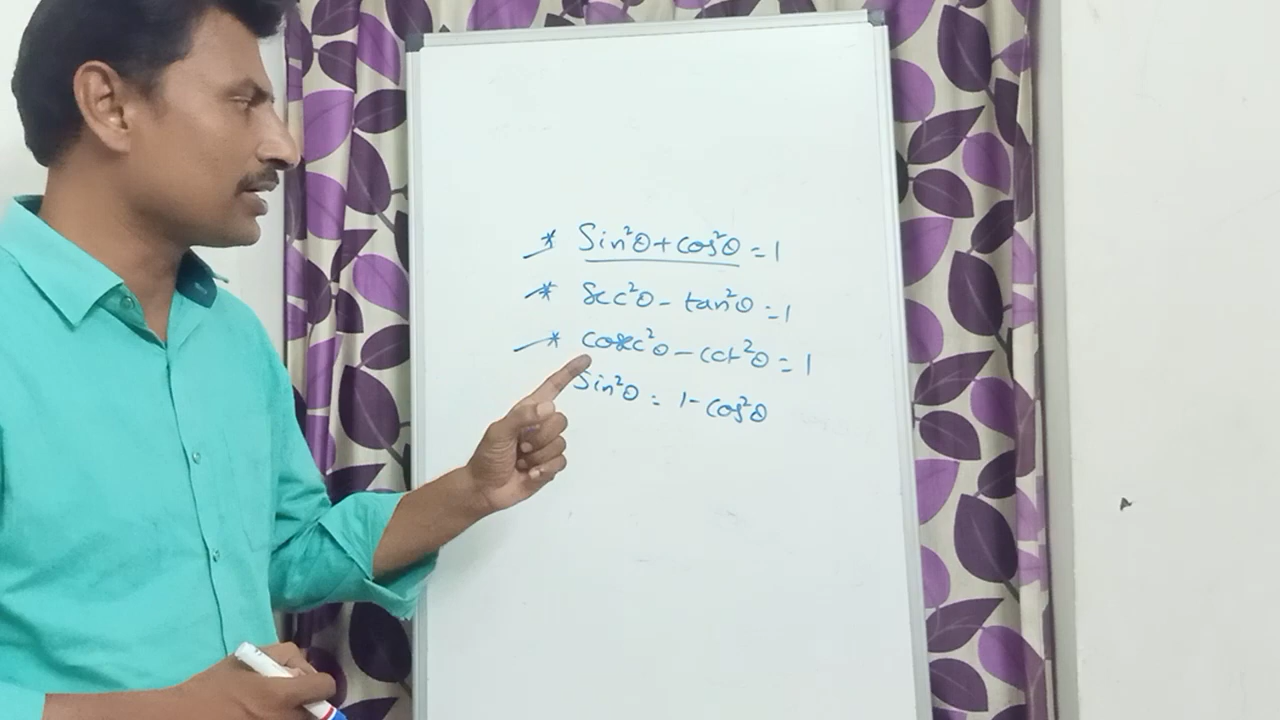 * Sin²θ + cos²θ = 1
* Sec²θ - tan²θ = 1
* cosec²θ - cot²θ = 1
Sin²θ = 1 - cos²θ